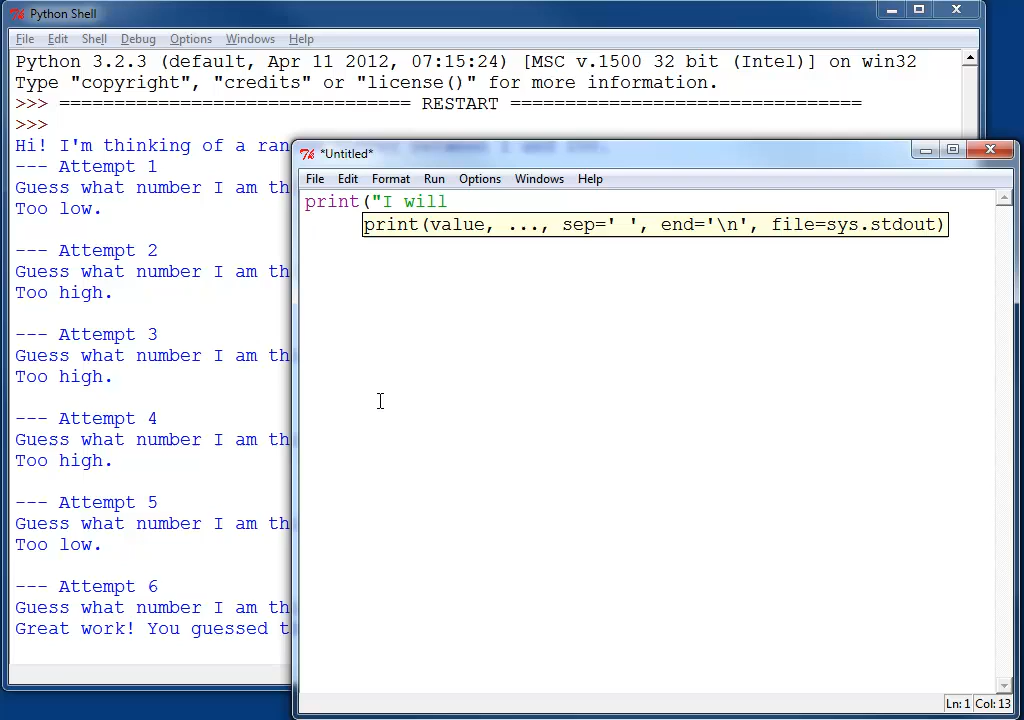 Python Shell
File Edit Shell Debug Options Windows Help
Python 3.2.3 (default, Apr 11 2012, 07:15:24) [MSC v.1500 32 bit (Intel)] on win32
Type "copyright", "credits" or "license()" for more information.
>>> ================================ RESTART ================================
>>>
Hi! I'm thinking of a ran
--- Attempt 1
Guess what number I am th
Too low.
--- Attempt 2
Guess what number I am th
Too high.
--- Attempt 3
Guess what number I am th
Too high.
--- Attempt 4
Guess what number I am th
Too high.
--- Attempt 5
Guess what number I am th
Too low.
--- Attempt 6
Guess what number I am th
Great work! You guessed t
*Untitled*
File Edit Format Run Options Windows Help
print("I will
print(value, ..., sep=' ', end='\n', file=sys.stdout)
Ln: 1 Col: 13